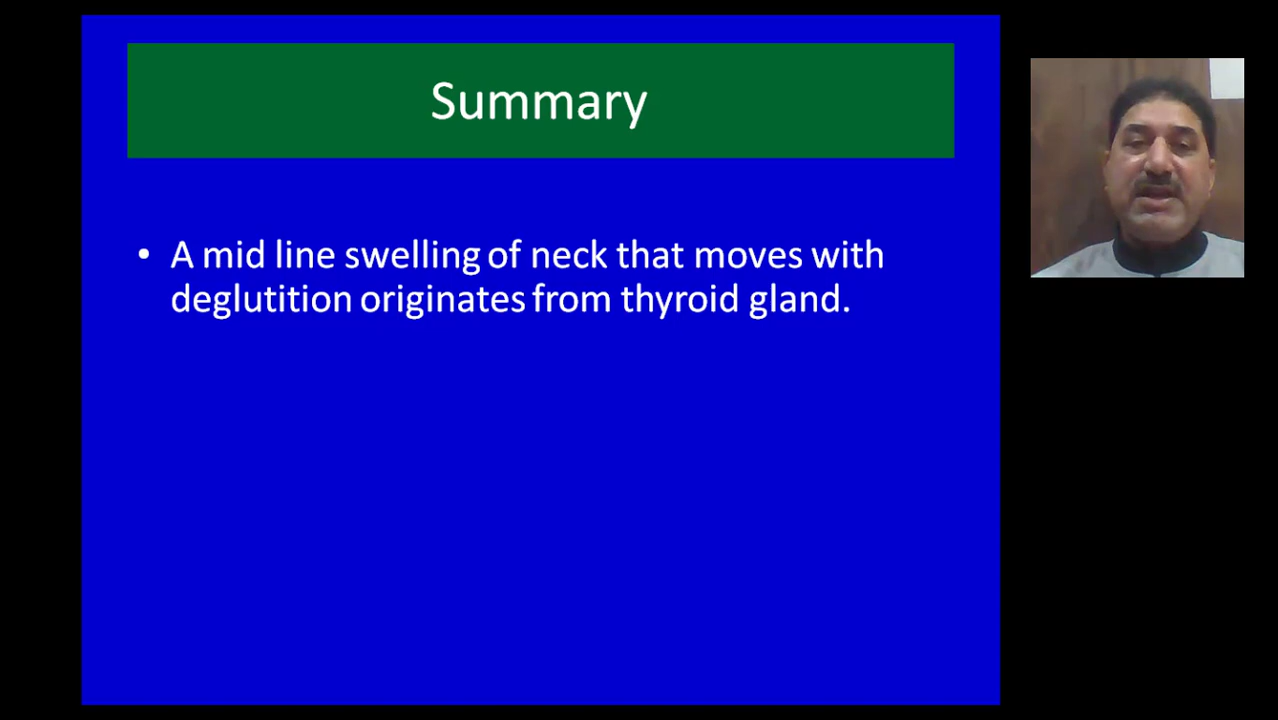 Summary
• A mid line swelling of neck that moves with
deglutition originates from thyroid gland.